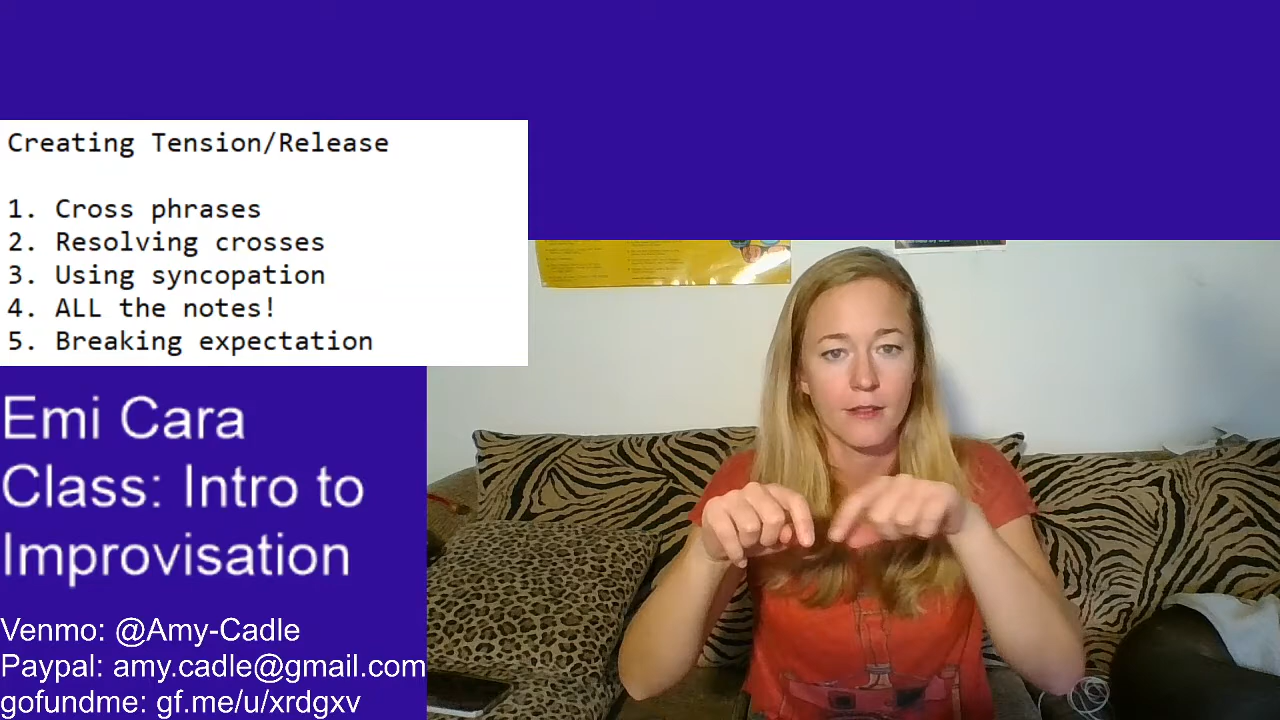 Creating Tension/Release
1. Cross phrases
2. Resolving crosses
3. Using syncopation
4. ALL the notes!
5. Breaking expectation
Emi Cara
Class: Intro to
Improvisation
Venmo: @Amy-Cadle
Paypal: amy.cadle@gmail.com
gofundme: gf.me/u/xrdgxv